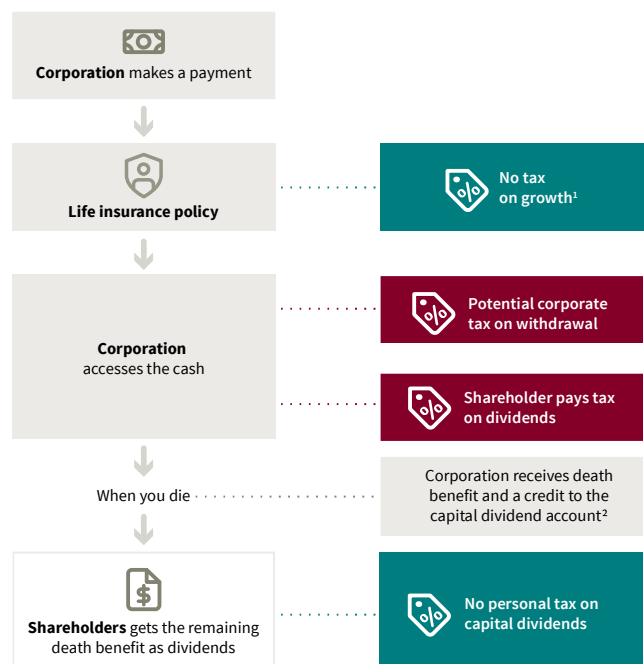 Corporation makes a payment
Life insurance policy
No tax
on growth¹
Corporation
accesses the cash
Potential corporate
tax on withdrawal
Shareholder pays tax
on dividends
When you die
Corporation receives death
benefit and a credit to the
capital dividend account²
Shareholders gets the remaining
death benefit as dividends
No personal tax on
capital dividends